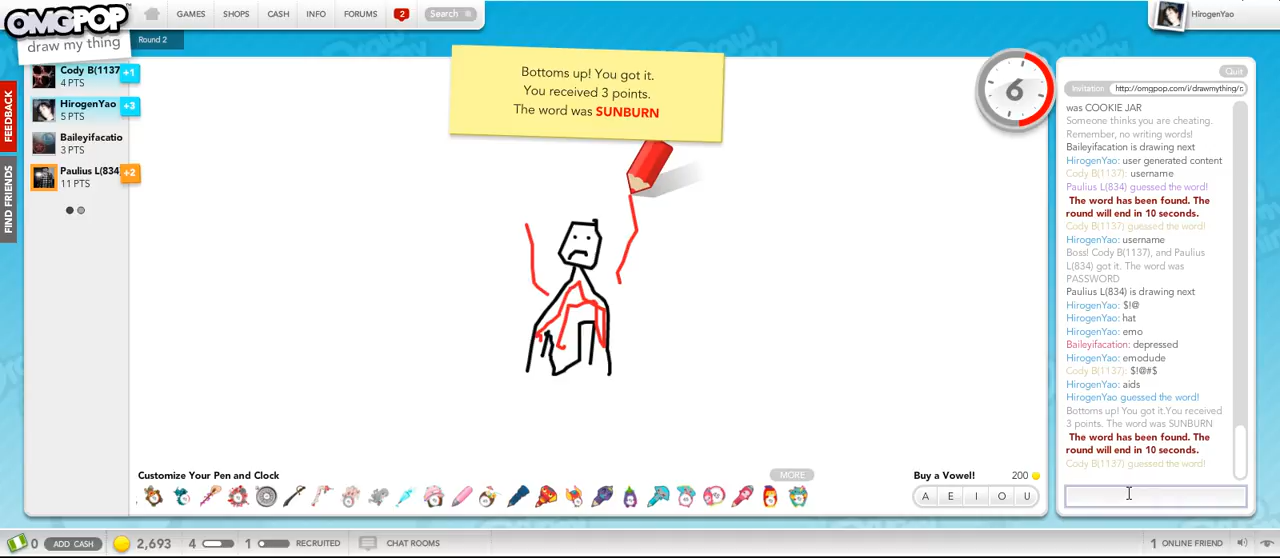 OMGPOP
draw my thing
GAMES SHOPS CASH INFO FORUMS 2 Search
HirogenYao
Round 2
FEEDBACK
FIND FRIENDS
Cody B(1137 +1
4 PTS
HirogenYao +3
5 PTS
Baileyifacatio
3 PTS
Paulius L(834 +2
11 PTS
Bottoms up! You got it.
You received 3 points.
The word was SUNBURN
6
Quit
Invitation http://omgpop.com/i/drawmything/
was COOKIE JAR
Someone thinks you are cheating.
Remember, no writing words!
Baileyifacation is drawing next
HirogenYao: user generated content
Cody B(1137): username
Paulius L(834) guessed the word!
The word has been found. The
round will end in 10 seconds.
Cody B(1137) guessed the word!
HirogenYao: username
Boss! Cody B(1137), and Paulius
L(834) got it. The word was
PASSWORD
Paulius L(834) is drawing next
HirogenYao: $!@
HirogenYao: hat
HirogenYao: emo
Baileyifacation: depressed
HirogenYao: emodude
Cody B(1137): $!@#$
HirogenYao: aids
HirogenYao guessed the word!
Bottoms up! You got it.You received
3 points. The word was SUNBURN
The word has been found. The
round will end in 10 seconds.
Cody B(1137) guessed the word!
Customize Your Pen and Clock MORE
Buy a Vowel! 200
A E I O U
0 ADD CASH 2,693 4 1 RECRUITED CHAT ROOMS 1 ONLINE FRIEND